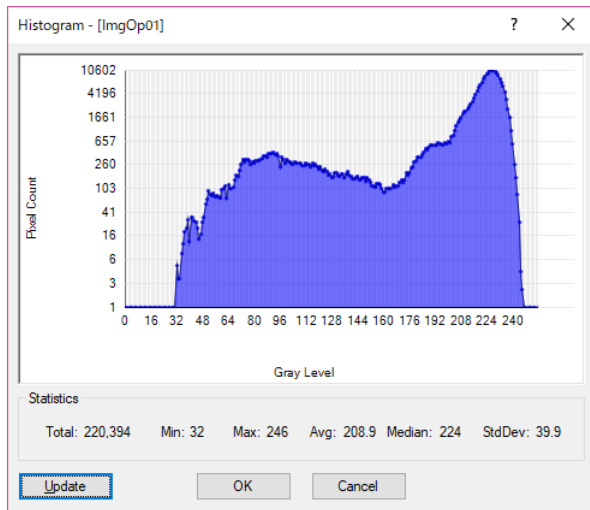 Histogram - [ImgOp01] ? ×
10602
4196
1661
657
260
103
41
16
6
3
1
Pixel Count
0 16 32 48 64 80 96 112 128 144 160 176 192 208 224 240
Gray Level
Statistics
Total: 220,394 Min: 32 Max: 246 Avg: 208.9 Median: 224 StdDev: 39.9
Update OK Cancel